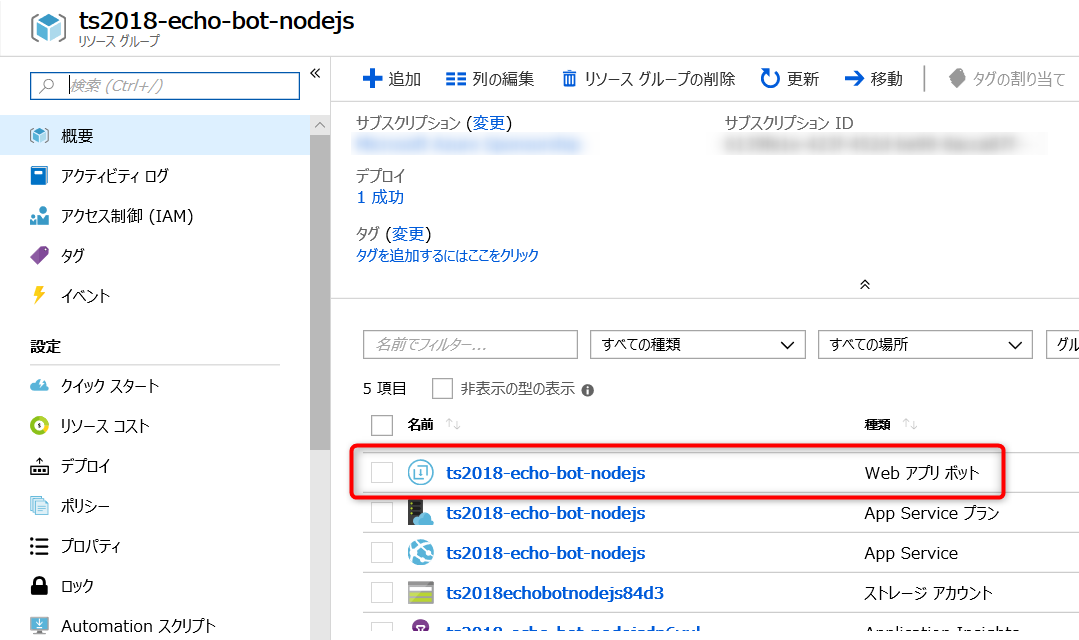 ts2018-echo-bot-nodejs
リソース グループ
検索 (Ctrl+/)
«
概要
アクティビティ ログ
アクセス制御 (IAM)
タグ
イベント
設定
クイック スタート
リソース コスト
デプロイ
ポリシー
プロパティ
ロック
Automation スクリプト
追加 列の編集 リソース グループの削除 更新 移動 タグの割り当て
サブスクリプション (変更) サブスクリプション ID
デプロイ
1 成功
タグ (変更)
タグを追加するにはここをクリック
名前でフィルター... すべての種類 すべての場所 グル
5 項目 非表示の型の表示
名前 ↑↓ 種類 ↑↓
ts2018-echo-bot-nodejs Web アプリ ボット
ts2018-echo-bot-nodejs App Service プラン
ts2018-echo-bot-nodejs App Service
ts2018echobotnodejs84d3 ストレージ アカウント
Application Insights